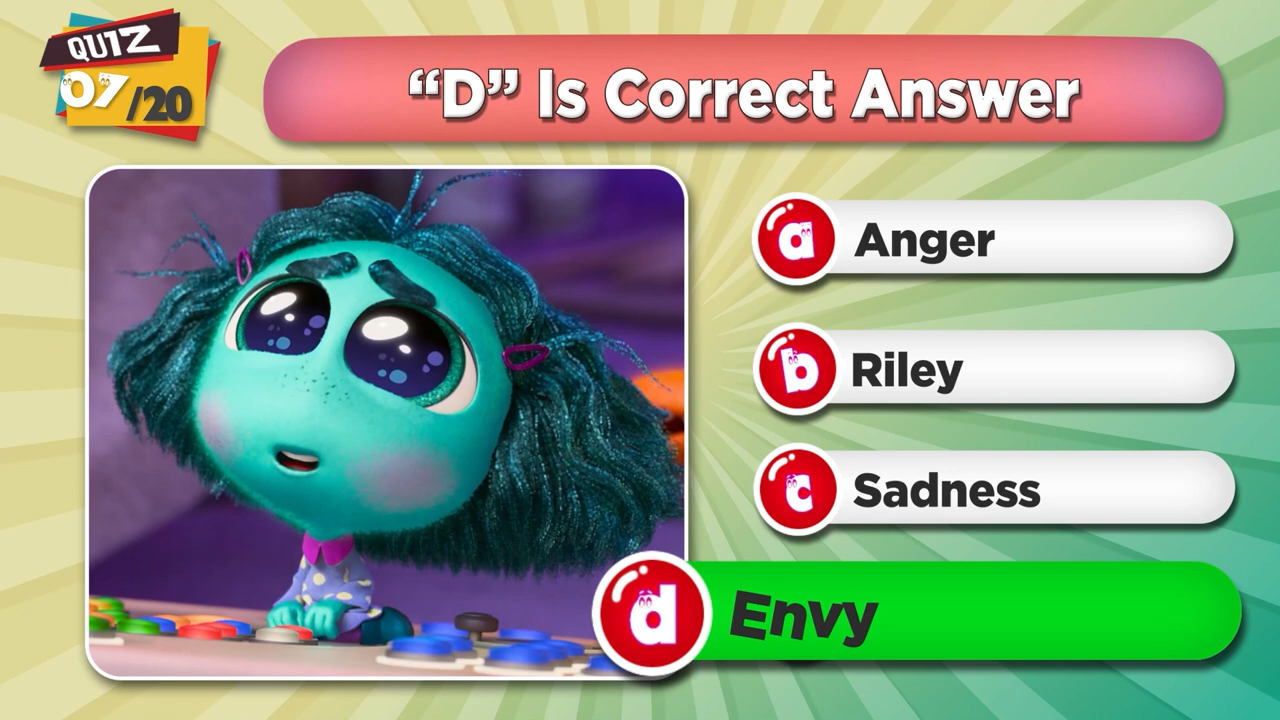 QUIZ
07/20
“D” Is Correct Answer
a Anger
b Riley
c Sadness
d Envy